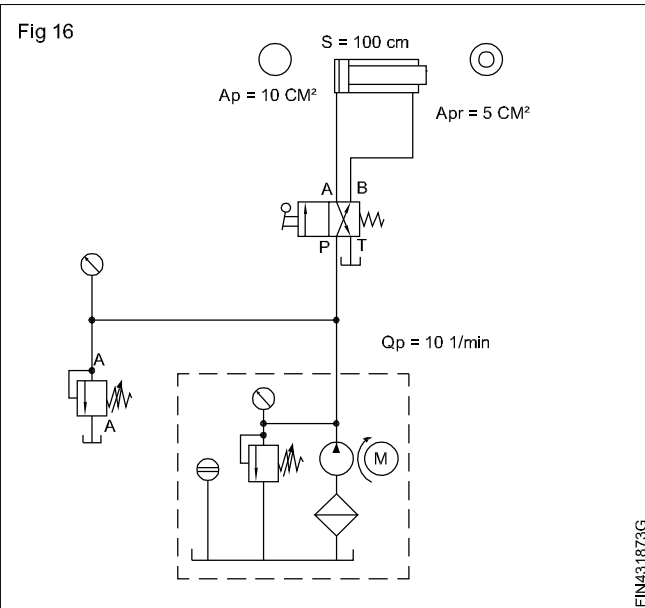 Fig 16
S = 100 cm
Ap = 10 CM²
Apr = 5 CM²
A B
P T
A
A
Qp = 10 1/min
M
FIN431873G